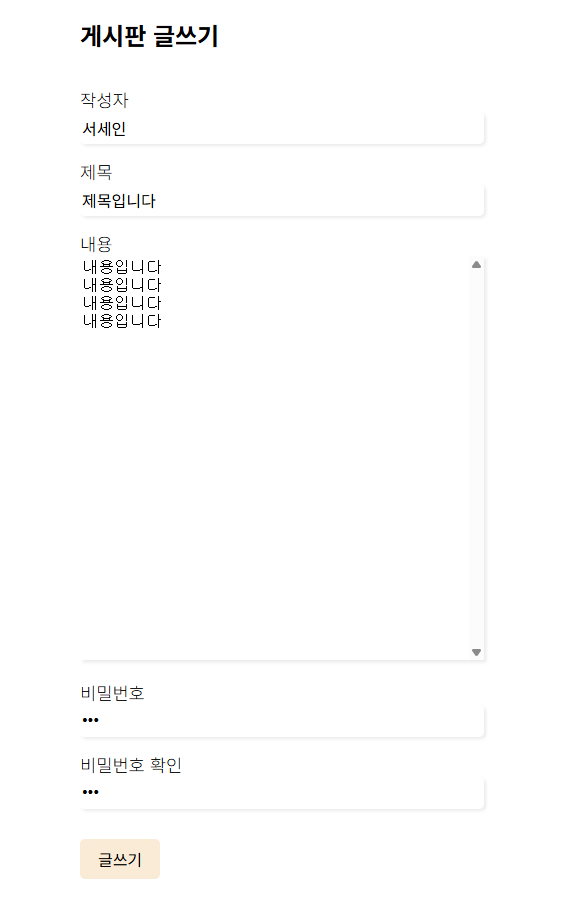 게시판 글쓰기
작성자
서세인
제목
제목입니다
내용
내용입니다
내용입니다
내용입니다
내용입니다
비밀번호
•••
비밀번호 확인
•••
글쓰기